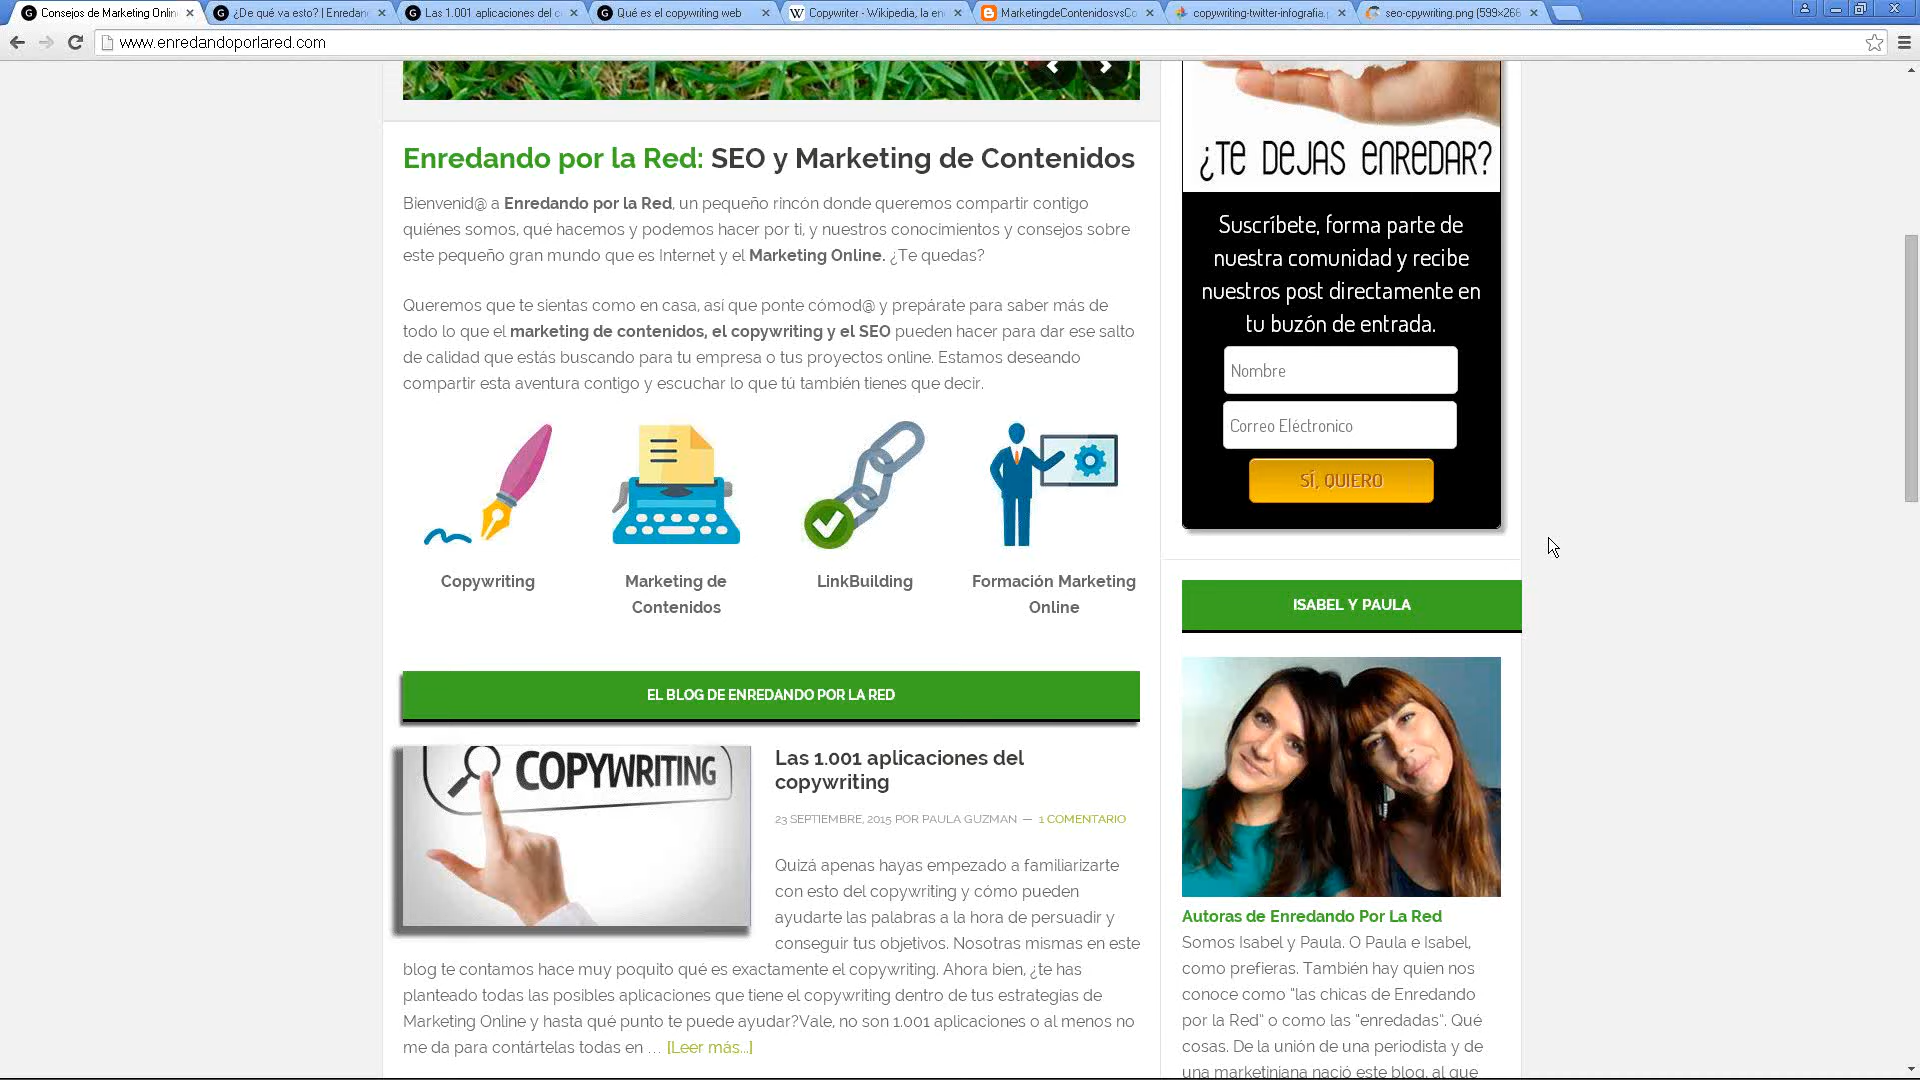 Consejos de Marketing Onlin
¿De qué va esto? | Enredan
Las 1.001 aplicaciones del c
Qué es el copywriting web
Copywriter - Wikipedia, la en
MarketingdeContenidosvsCo
copywriting-twitter-infografia.
seo-cpywriting.png (599×266
www.enredandoporlared.com
Enredando por la Red: SEO y Marketing de Contenidos
Bienvenid@ a Enredando por la Red, un pequeño rincón donde queremos compartir contigo
quiénes somos, qué hacemos y podemos hacer por ti, y nuestros conocimientos y consejos sobre
este pequeño gran mundo que es Internet y el Marketing Online. ¿Te quedas?
Queremos que te sientas como en casa, así que ponte cómod@ y prepárate para saber más de
todo lo que el marketing de contenidos, el copywriting y el SEO pueden hacer para dar ese salto
de calidad que estás buscando para tu empresa o tus proyectos online. Estamos deseando
compartir esta aventura contigo y escuchar lo que tú también tienes que decir.
Copywriting
Marketing de
Contenidos
LinkBuilding
Formación Marketing
Online
EL BLOG DE ENREDANDO POR LA RED
COPYWRITING
Las 1.001 aplicaciones del
copywriting
23 SEPTIEMBRE, 2015 POR PAULA GUZMAN — 1 COMENTARIO
Quizá apenas hayas empezado a familiarizarte
con esto del copywriting y cómo pueden
ayudarte las palabras a la hora de persuadir y
conseguir tus objetivos. Nosotras mismas en este
blog te contamos hace muy poquito qué es exactamente el copywriting. Ahora bien, ¿te has
planteado todas las posibles aplicaciones que tiene el copywriting dentro de tus estrategias de
Marketing Online y hasta qué punto te puede ayudar?Vale, no son 1.001 aplicaciones o al menos no
me da para contártelas todas en … [Leer más...]
¿TE DEJAS ENREDAR?
Suscríbete, forma parte de
nuestra comunidad y recibe
nuestros post directamente en
tu buzón de entrada.
Nombre
Correo Eléctronico
SÍ, QUIERO
ISABEL Y PAULA
Autoras de Enredando Por La Red
Somos Isabel y Paula. O Paula e Isabel,
como prefieras. También hay quien nos
conoce como "las chicas de Enredando
por la Red" o como las "enredadas". Qué
cosas. De la unión de una periodista y de
una marketiniana nació este blog, al que